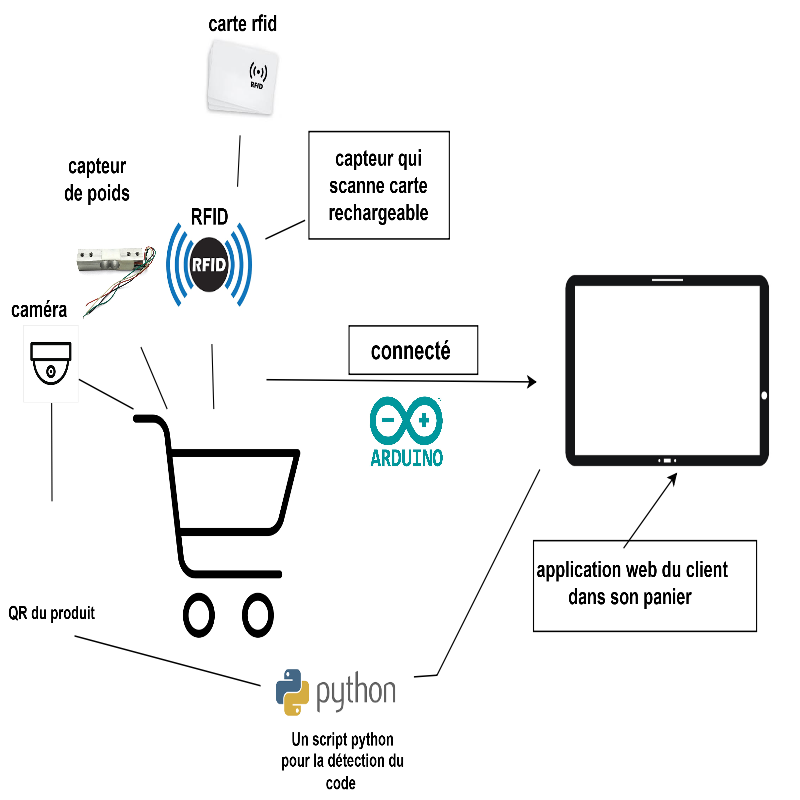 carte rfid
RFID
capteur
de poids
capteur qui
scanne carte
rechargeable
RFID
RFID
caméra
connecté
ARDUINO
application web du client
dans son panier
QR du produit
python
Un script python
pour la détection du
code